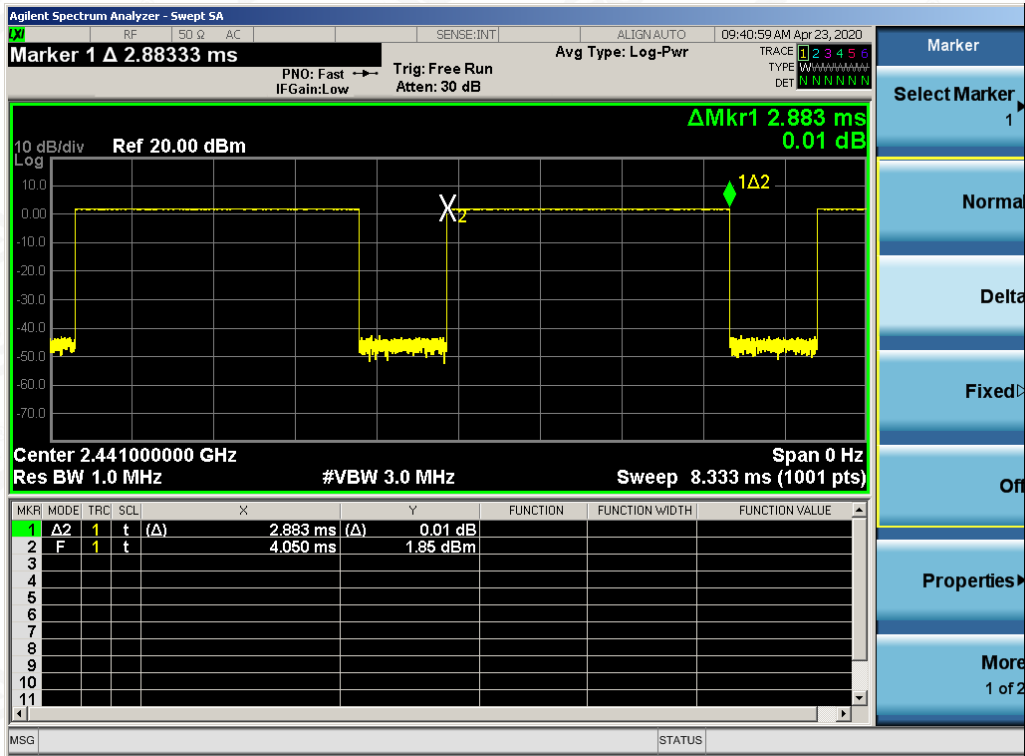 Agilent Spectrum Analyzer - Swept SA
LXI RF 50 Ω AC SENSE:INT ALIGN AUTO 09:40:59 AM Apr 23, 2020
Marker 1 Δ 2.88333 ms
PNO: Fast
IFGain:Low
Trig: Free Run
Atten: 30 dB
Avg Type: Log-Pwr
TRACE 1 2 3 4 5 6
TYPE WWWWWW
DET N N N N N N
ΔMkr1 2.883 ms
0.01 dB
10 dB/div Ref 20.00 dBm
Log
10.0
0.00
-10.0
-20.0
-30.0
-40.0
-50.0
-60.0
-70.0
2
1Δ2
Center 2.441000000 GHz Span 0 Hz
Res BW 1.0 MHz #VBW 3.0 MHz Sweep 8.333 ms (1001 pts)
MKR MODE TRC SCL X Y FUNCTION FUNCTION WIDTH FUNCTION VALUE
1 Δ2 1 t (Δ) 2.883 ms (Δ) 0.01 dB
2 F 1 t 4.050 ms 1.85 dBm
3
4
5
6
7
8
9
10
11
MSG STATUS
Marker
Select Marker
1
Normal
Delta
Fixed
Off
Properties
More
1 of 2